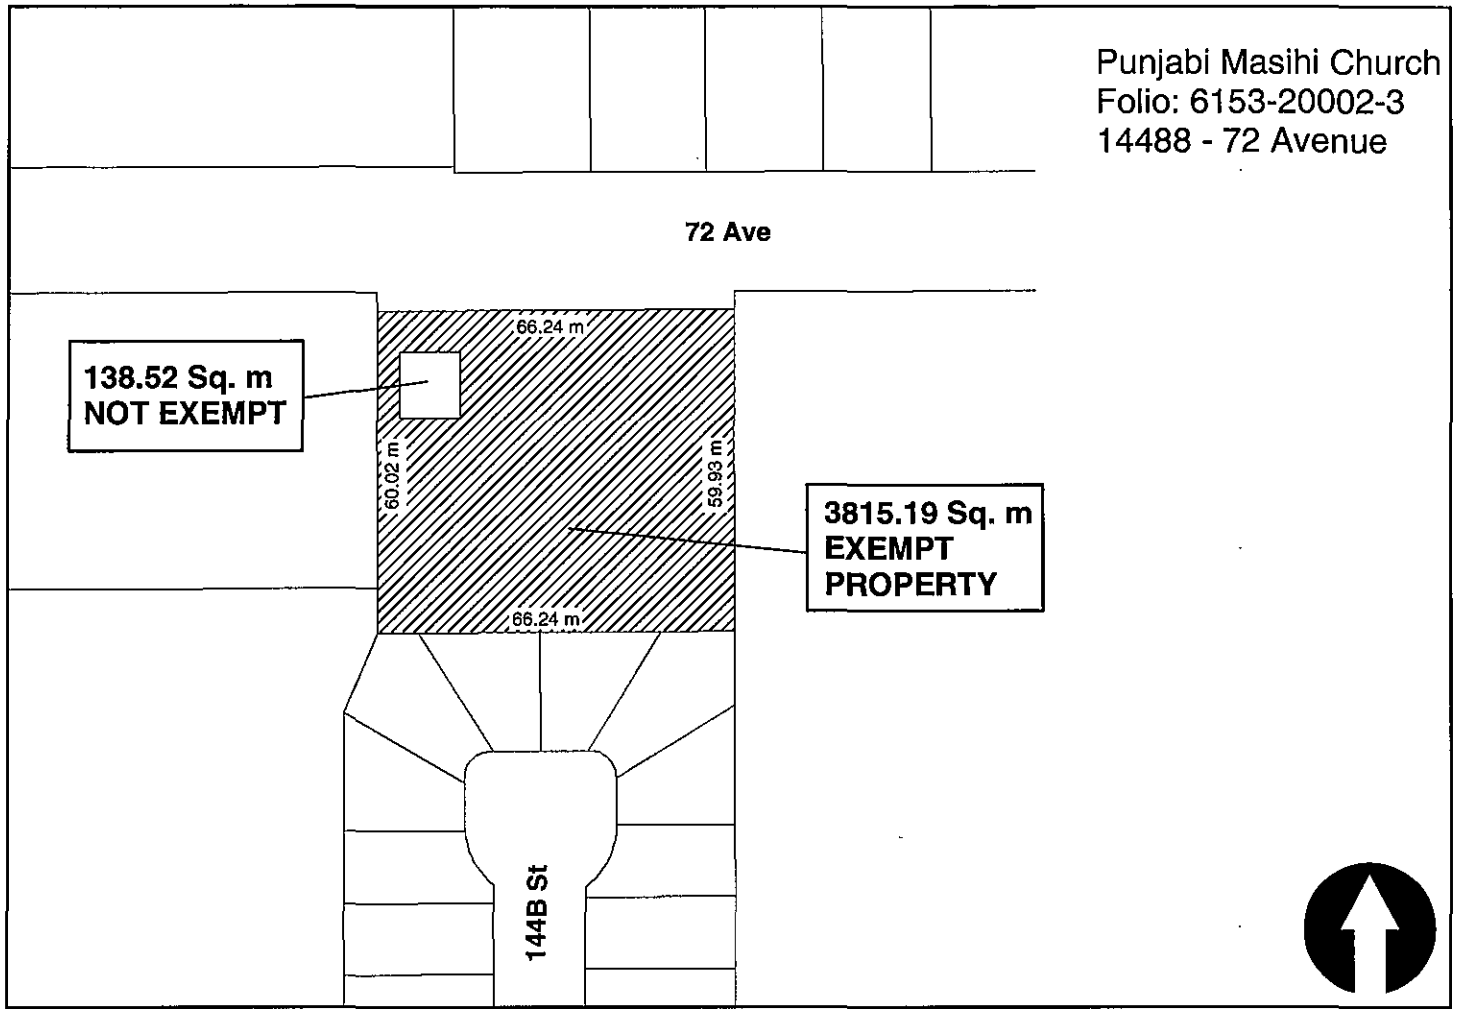 Punjabi Masihi Church
Folio: 6153-20002-3
14488 - 72 Avenue
72 Ave
66.24 m
138.52 Sq. m
NOT EXEMPT
60.02 m
59.93 m
3815.19 Sq. m
EXEMPT
PROPERTY
66.24 m
144B St